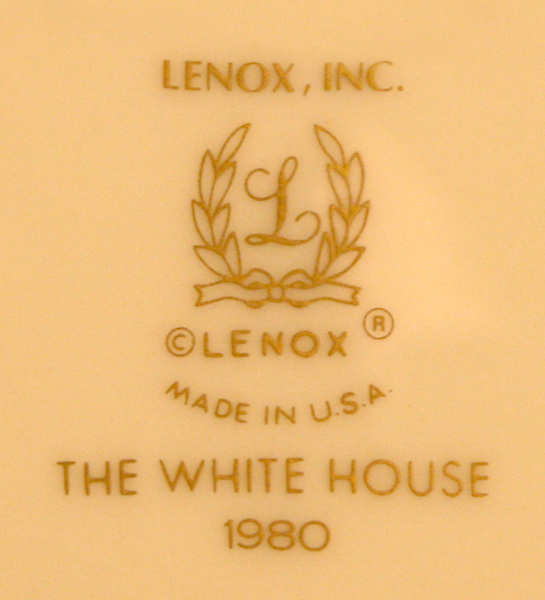 LENOX, INC.
L
© LENOX ®
MADE IN U.S.A.
THE WHITE HOUSE
1980